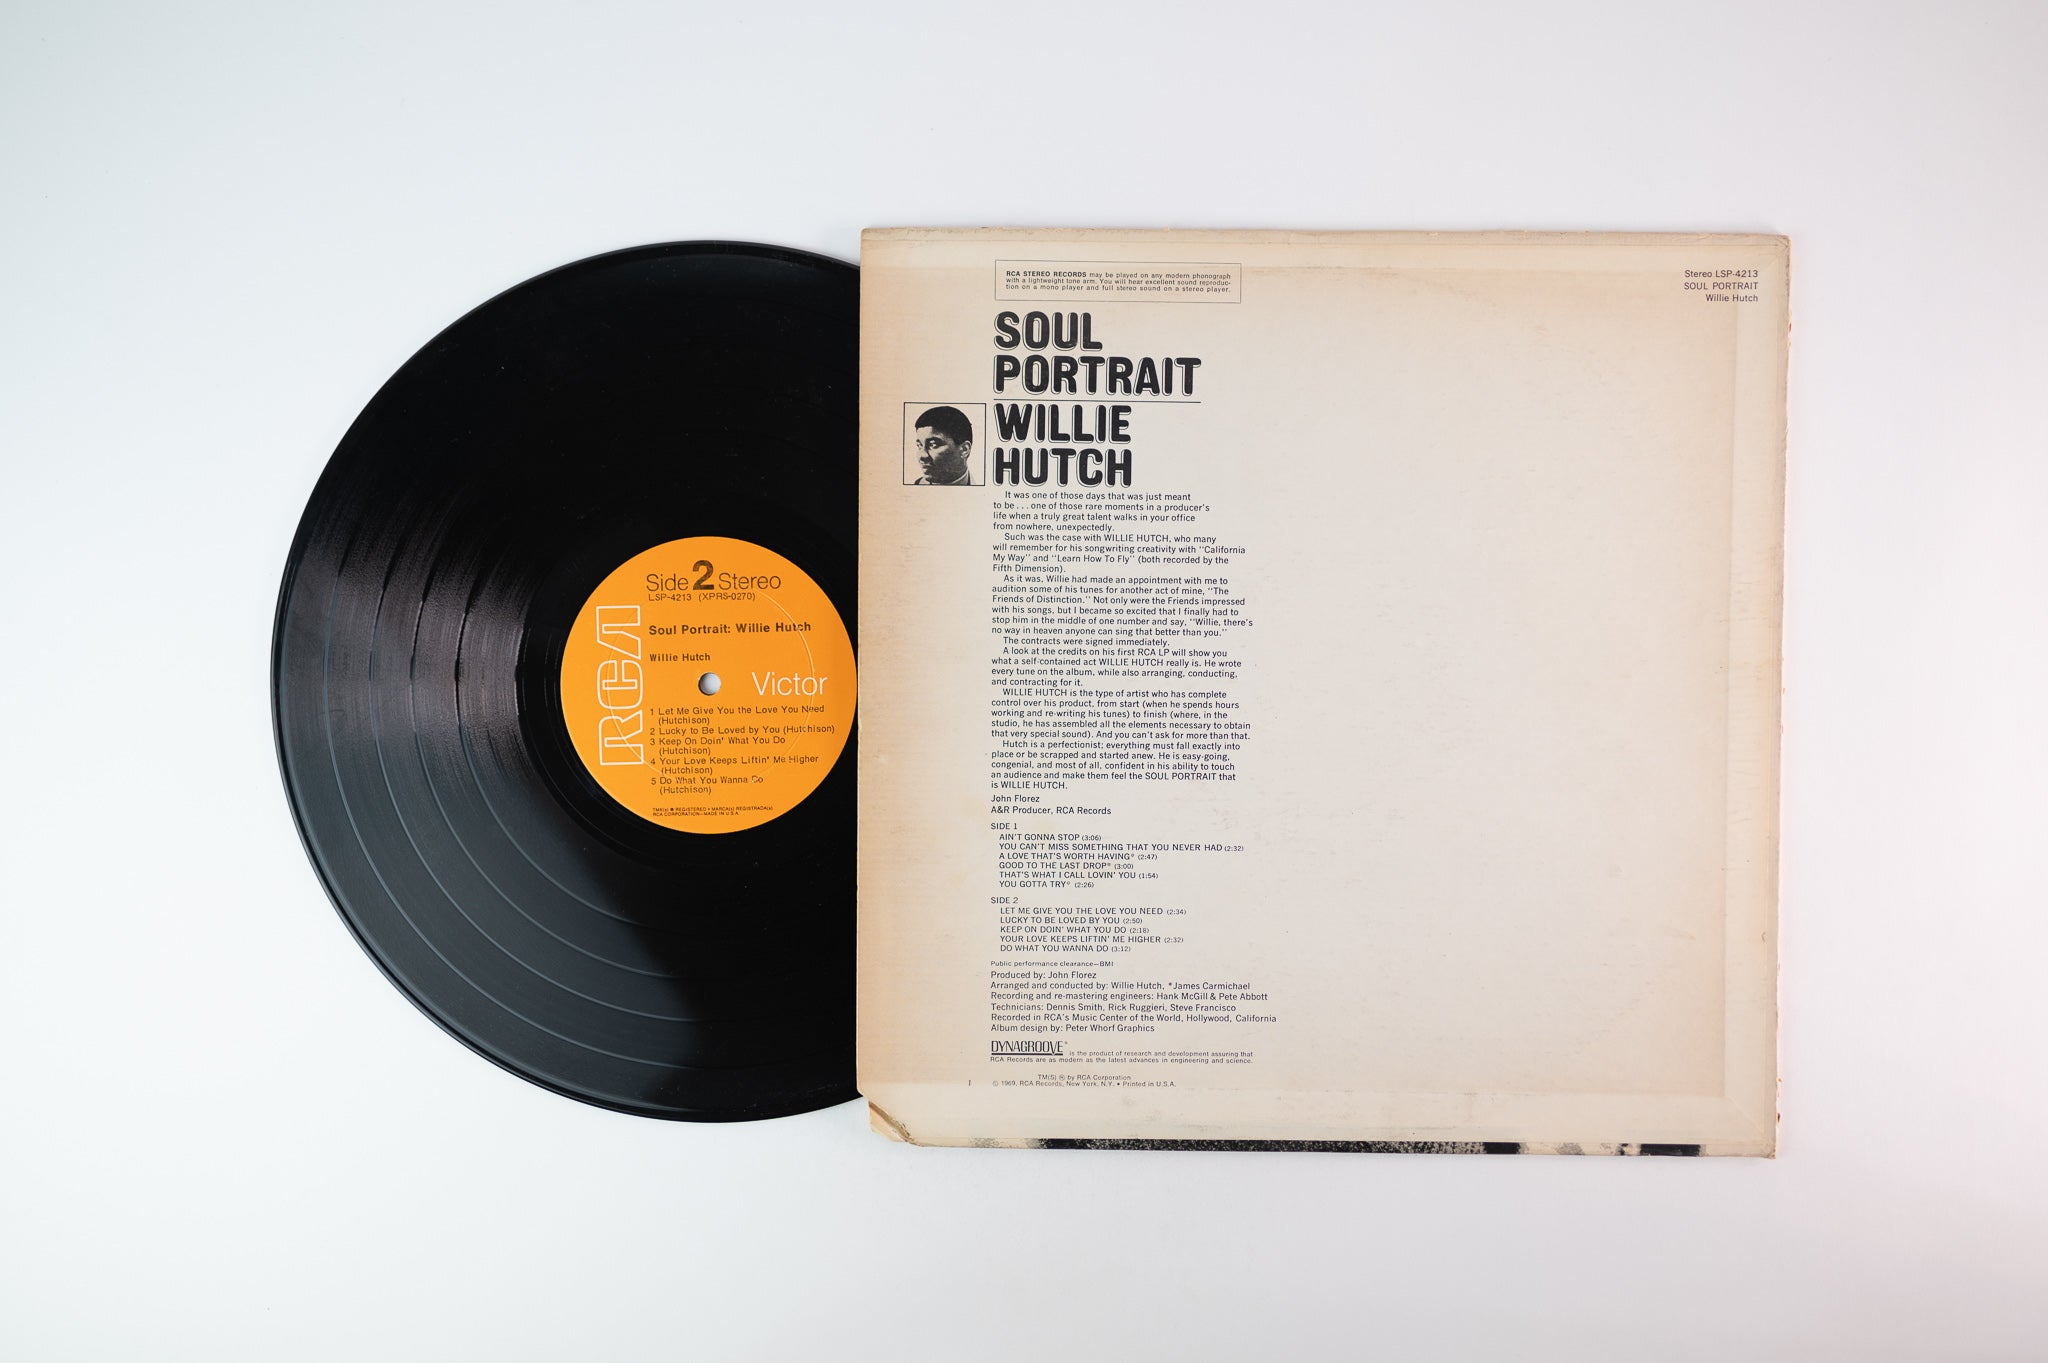 Side 2 Stereo
LSP-4213 (XPRS-0270)
Soul Portrait: Willie Hutch
Willie Hutch
RCA
Victor
1 Let Me Give You the Love You Need
(Hutchison)
2 Lucky to Be Loved by You (Hutchison)
3 Keep On Doin' What You Do
(Hutchison)
4 Your Love Keeps Liftin' Me Higher
(Hutchison)
5 Do What You Wanna Do
(Hutchison)
TMK(s) ® REGISTERED • MARCA(s) REGISTRADA(s)
RCA CORPORATION—MADE IN U.S.A.
RCA STEREO RECORDS may be played on any modern phonograph
with a lightweight tone arm. You will hear excellent sound reproduc-
tion on a mono player and full stereo sound on a stereo player.
Stereo LSP-4213
SOUL PORTRAIT
Willie Hutch
SOUL
PORTRAIT
WILLIE
HUTCH
It was one of those days that was just meant
to be . . . one of those rare moments in a producer's
life when a truly great talent walks in your office
from nowhere, unexpectedly.
Such was the case with WILLIE HUTCH, who many
will remember for his songwriting creativity with "California
My Way" and "Learn How To Fly" (both recorded by the
Fifth Dimension).
As it was, Willie had made an appointment with me to
audition some of his tunes for another act of mine, "The
Friends of Distinction." Not only were the Friends impressed
with his songs, but I became so excited that I finally had to
stop him in the middle of one number and say, "Willie, there's
no way in heaven anyone can sing that better than you."
The contracts were signed immediately.
A look at the credits on his first RCA LP will show you
what a self-contained act WILLIE HUTCH really is. He wrote
every tune on the album, while also arranging, conducting,
and contracting for it.
WILLIE HUTCH is the type of artist who has complete
control over his product, from start (when he spends hours
working and re-writing his tunes) to finish (where, in the
studio, he has assembled all the elements necessary to obtain
that very special sound). And you can't ask for more than that.
Hutch is a perfectionist; everything must fall exactly into
place or be scrapped and started anew. He is easy-going,
congenial, and most of all, confident in his ability to touch
an audience and make them feel the SOUL PORTRAIT that
is WILLIE HUTCH.
John Florez
A&R Producer, RCA Records
SIDE 1
AIN'T GONNA STOP (3:06)
YOU CAN'T MISS SOMETHING THAT YOU NEVER HAD (2:32)
A LOVE THAT'S WORTH HAVING* (2:47)
GOOD TO THE LAST DROP* (3:00)
THAT'S WHAT I CALL LOVIN' YOU (1:54)
YOU GOTTA TRY* (2:26)
SIDE 2
LET ME GIVE YOU THE LOVE YOU NEED (2:34)
LUCKY TO BE LOVED BY YOU (2:50)
KEEP ON DOIN' WHAT YOU DO (2:18)
YOUR LOVE KEEPS LIFTIN' ME HIGHER (2:32)
DO WHAT YOU WANNA DO (3:12)
Public performance clearance—BMI
Produced by: John Florez
Arranged and conducted by: Willie Hutch, *James Carmichael
Recording and re-mastering engineers: Hank McGill & Pete Abbott
Technicians: Dennis Smith, Rick Ruggieri, Steve Francisco
Recorded in RCA's Music Center of the World, Hollywood, California
Album design by: Peter Whorf Graphics
DYNAGROOVE® is the product of research and development assuring that
RCA Records are as modern as the latest advances in engineering and science.
TM(S) ® by RCA Corporation
1 © 1969, RCA Records, New York, N.Y. • Printed in U.S.A.